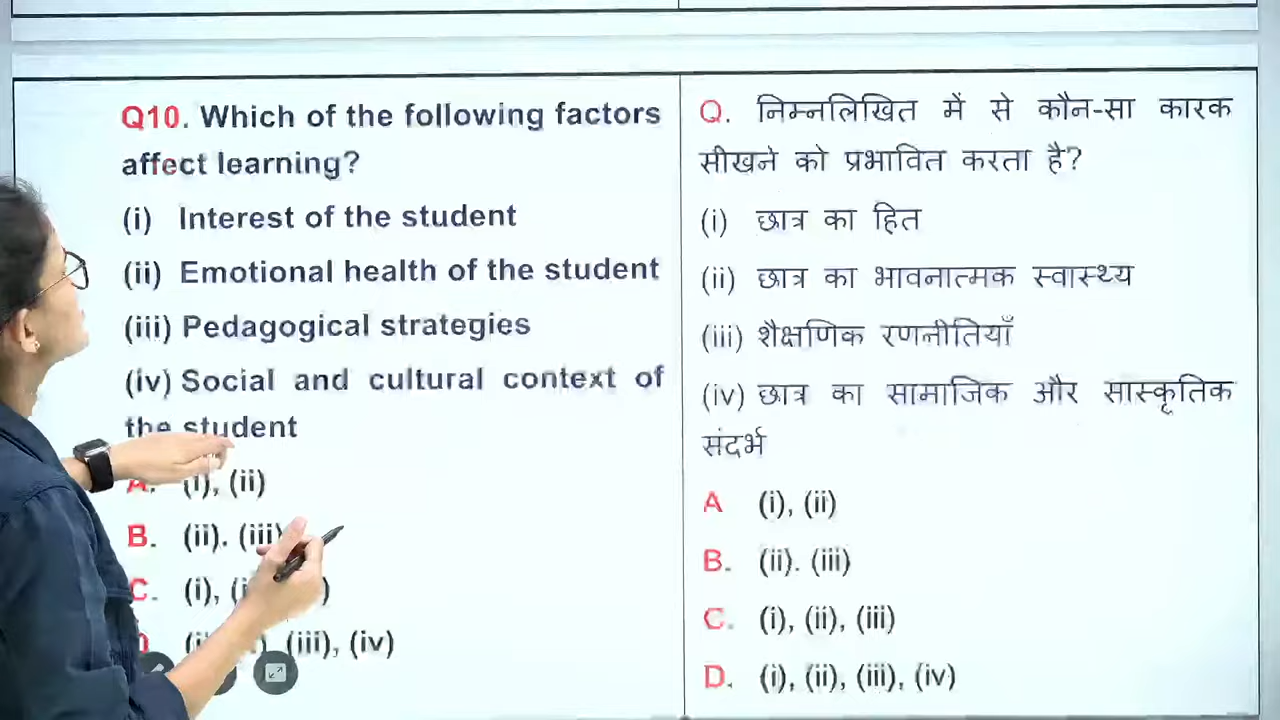 Q10. Which of the following factors
affect learning?
(i) Interest of the student
(ii) Emotional health of the student
(iii) Pedagogical strategies
(iv) Social and cultural context of
the student
A. (i), (ii)
B. (ii). (iii)
C. (i),
(iii), (iv)
Q. निम्नलिखित में से कौन-सा कारक
सीखने को प्रभावित करता है?
(i) छात्र का हित
(ii) छात्र का भावनात्मक स्वास्थ्य
(iii) शैक्षणिक रणनीतियाँ
(iv) छात्र का सामाजिक और सास्कृतिक
संदर्भ
A (i), (ii)
B. (ii). (iii)
C. (i), (ii), (iii)
D. (i), (ii), (iii), (iv)